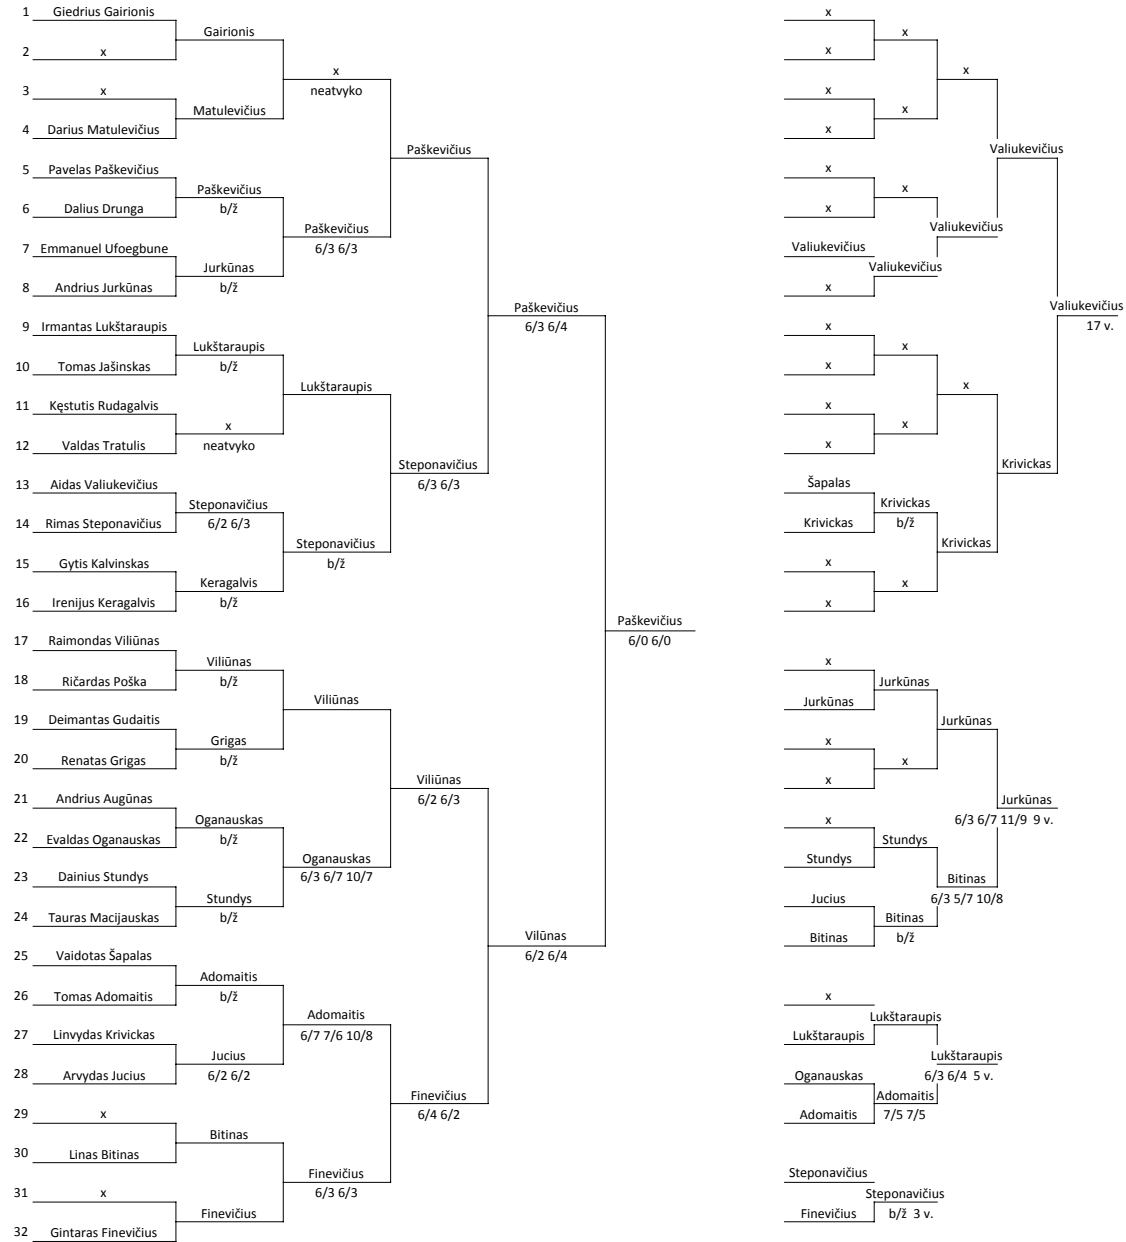 1 Giedrius Gairionis
Gairionis
2 x
x
neatvyko
3 x
Matulevičius
4 Darius Matulevičius
Paškevičius
5 Pavelas Paškevičius
Paškevičius
b/ž
6 Dalius Drunga
Paškevičius
6/3 6/3
7 Emmanuel Ufoegbune
Jurkūnas
b/ž
8 Andrius Jurkūnas
Paškevičius
6/3 6/4
9 Irmantas Lukštaraupis
Lukštaraupis
b/ž
10 Tomas Jašinskas
Lukštaraupis
11 Kęstutis Rudagalvis
x
neatvyko
12 Valdas Tratulis
Steponavičius
6/3 6/3
13 Aidas Valiukevičius
Steponavičius
6/2 6/3
14 Rimas Steponavičius
Steponavičius
b/ž
15 Gytis Kalvinskas
Keragalvis
b/ž
16 Irenijus Keragalvis
Paškevičius
6/0 6/0
17 Raimondas Viliūnas
Viliūnas
b/ž
18 Ričardas Poška
Viliūnas
19 Deimantas Gudaitis
Grigas
b/ž
20 Renatas Grigas
Viliūnas
6/2 6/3
21 Andrius Augūnas
Oganauskas
b/ž
22 Evaldas Oganauskas
Oganauskas
6/3 6/7 10/7
23 Dainius Stundys
Stundys
b/ž
24 Tauras Macijauskas
Vilūnas
6/2 6/4
25 Vaidotas Šapalas
Adomaitis
b/ž
26 Tomas Adomaitis
Adomaitis
6/7 7/6 10/8
27 Linvydas Krivickas
Jucius
6/2 6/2
28 Arvydas Jucius
Finevičius
6/4 6/2
29 x
Bitinas
30 Linas Bitinas
Finevičius
6/3 6/3
31 x
Finevičius
32 Gintaras Finevičius
x
x
x
x
x
x
x
Valiukevičius
x
x
x
Valiukevičius
Valiukevičius
Valiukevičius
x
Valiukevičius
17 v.
x
x
x
x
x
x
x
Krivickas
Šapalas
Krivickas
b/ž
Krivickas
Krivickas
x
x
x
x
Jurkūnas
Jurkūnas
Jurkūnas
x
x
x
Jurkūnas
6/3 6/7 11/9 9 v.
x
Stundys
Stundys
Bitinas
6/3 5/7 10/8
Jucius
Bitinas
b/ž
Bitinas
x
Lukštaraupis
Lukštaraupis
Lukštaraupis
6/3 6/4 5 v.
Oganauskas
Adomaitis
7/5 7/5
Adomaitis
Steponavičius
Steponavičius
b/ž 3 v.
Finevičius